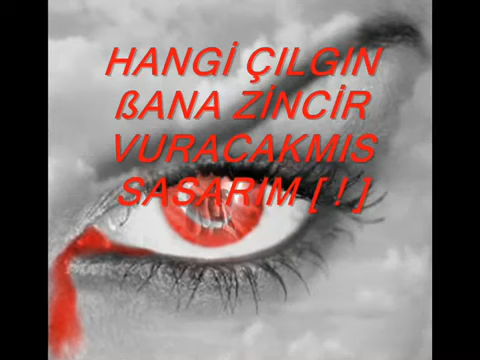 HANGİ ÇILGIN
ßANA ZİNCİR
VURACAKMIS
SASARIM [ ! ]